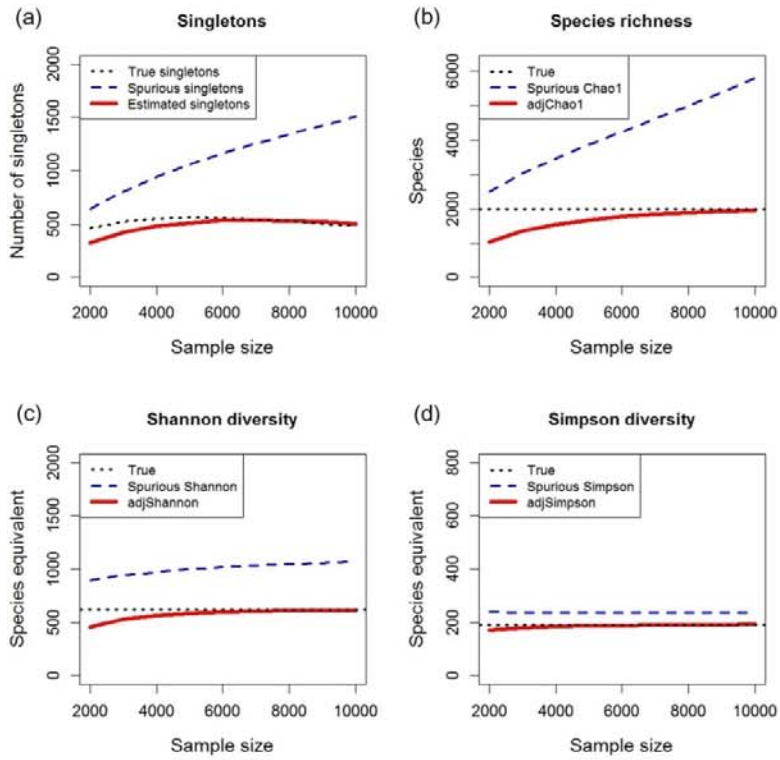 (a)
Singletons
Number of singletons
2000
1500
1000
500
0
True singletons
Spurious singletons
Estimated singletons
2000 4000 6000 8000 10000
Sample size
(b)
Species richness
Species
6000
4000
2000
0
True
Spurious Chao1
adjChao1
2000 4000 6000 8000 10000
Sample size
(c)
Shannon diversity
Species equivalent
2000
1500
1000
500
0
True
Spurious Shannon
adjShannon
2000 4000 6000 8000 10000
Sample size
(d)
Simpson diversity
Species equivalent
800
600
400
200
0
True
Spurious Simpson
adjSimpson
2000 4000 6000 8000 10000
Sample size